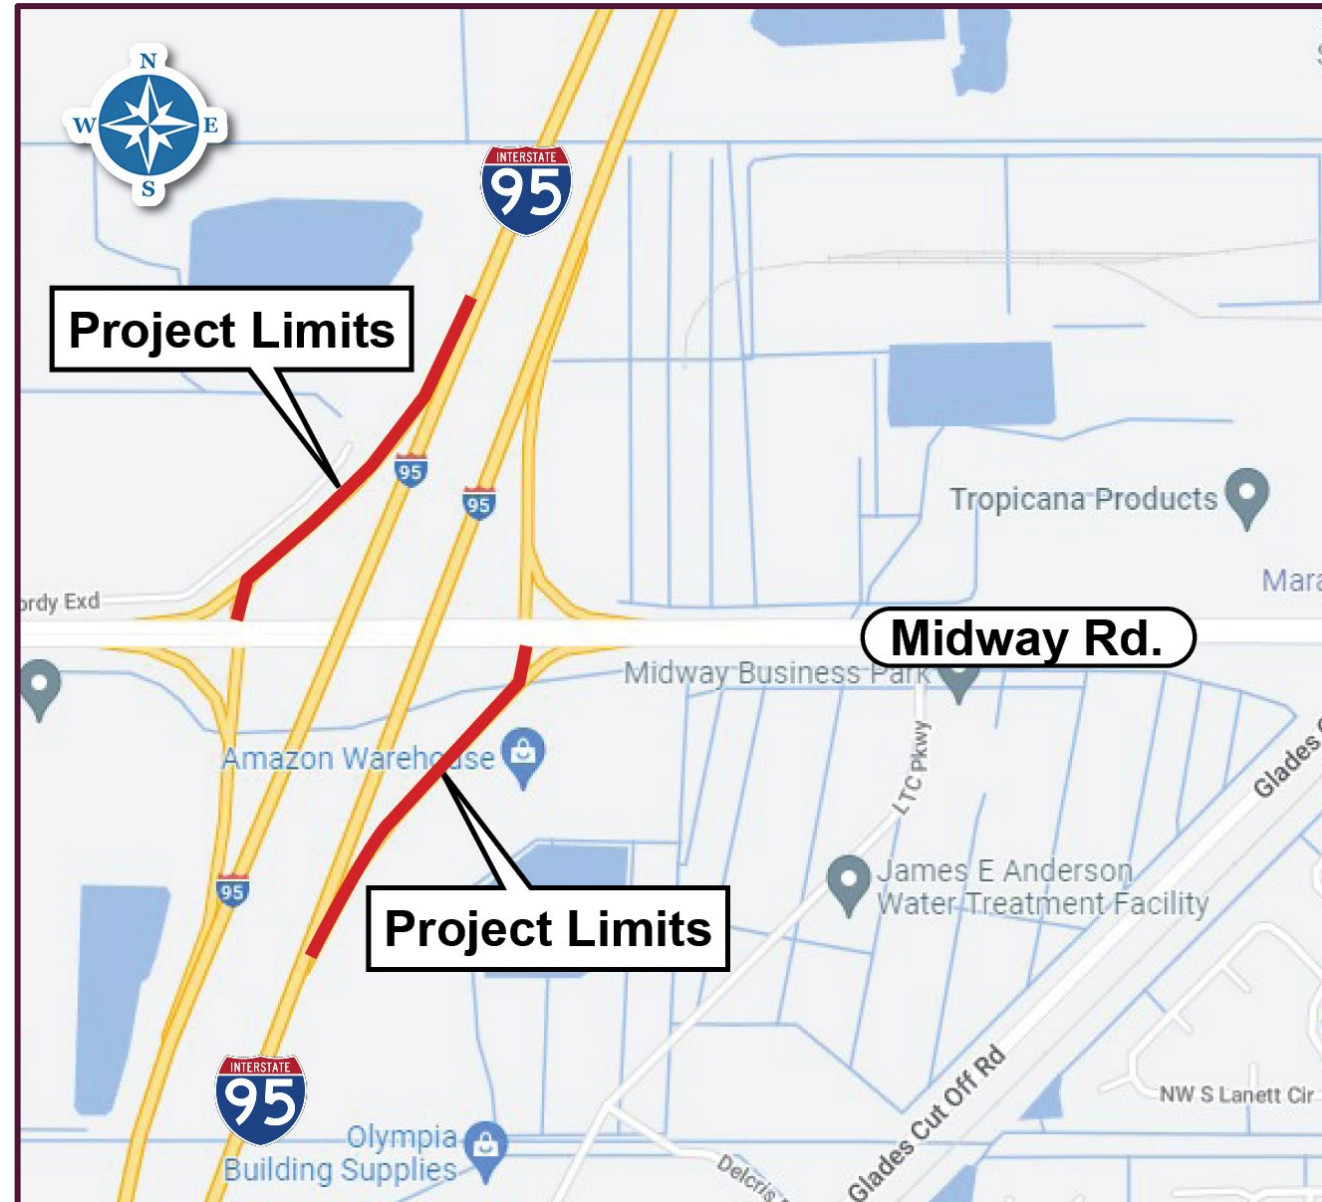 N
W E
S
INTERSTATE
95
Project Limits
95
95
Tropicana Products
Mara
ordy Exd
Midway Rd.
Midway Business Park
Amazon Warehouse
LTC Pkwy
Glades
95
James E Anderson
Water Treatment Facility
Project Limits
INTERSTATE
95
Glades Cut Off Rd
NW S Lanett Cir
Olympia
Building Supplies
Delcris